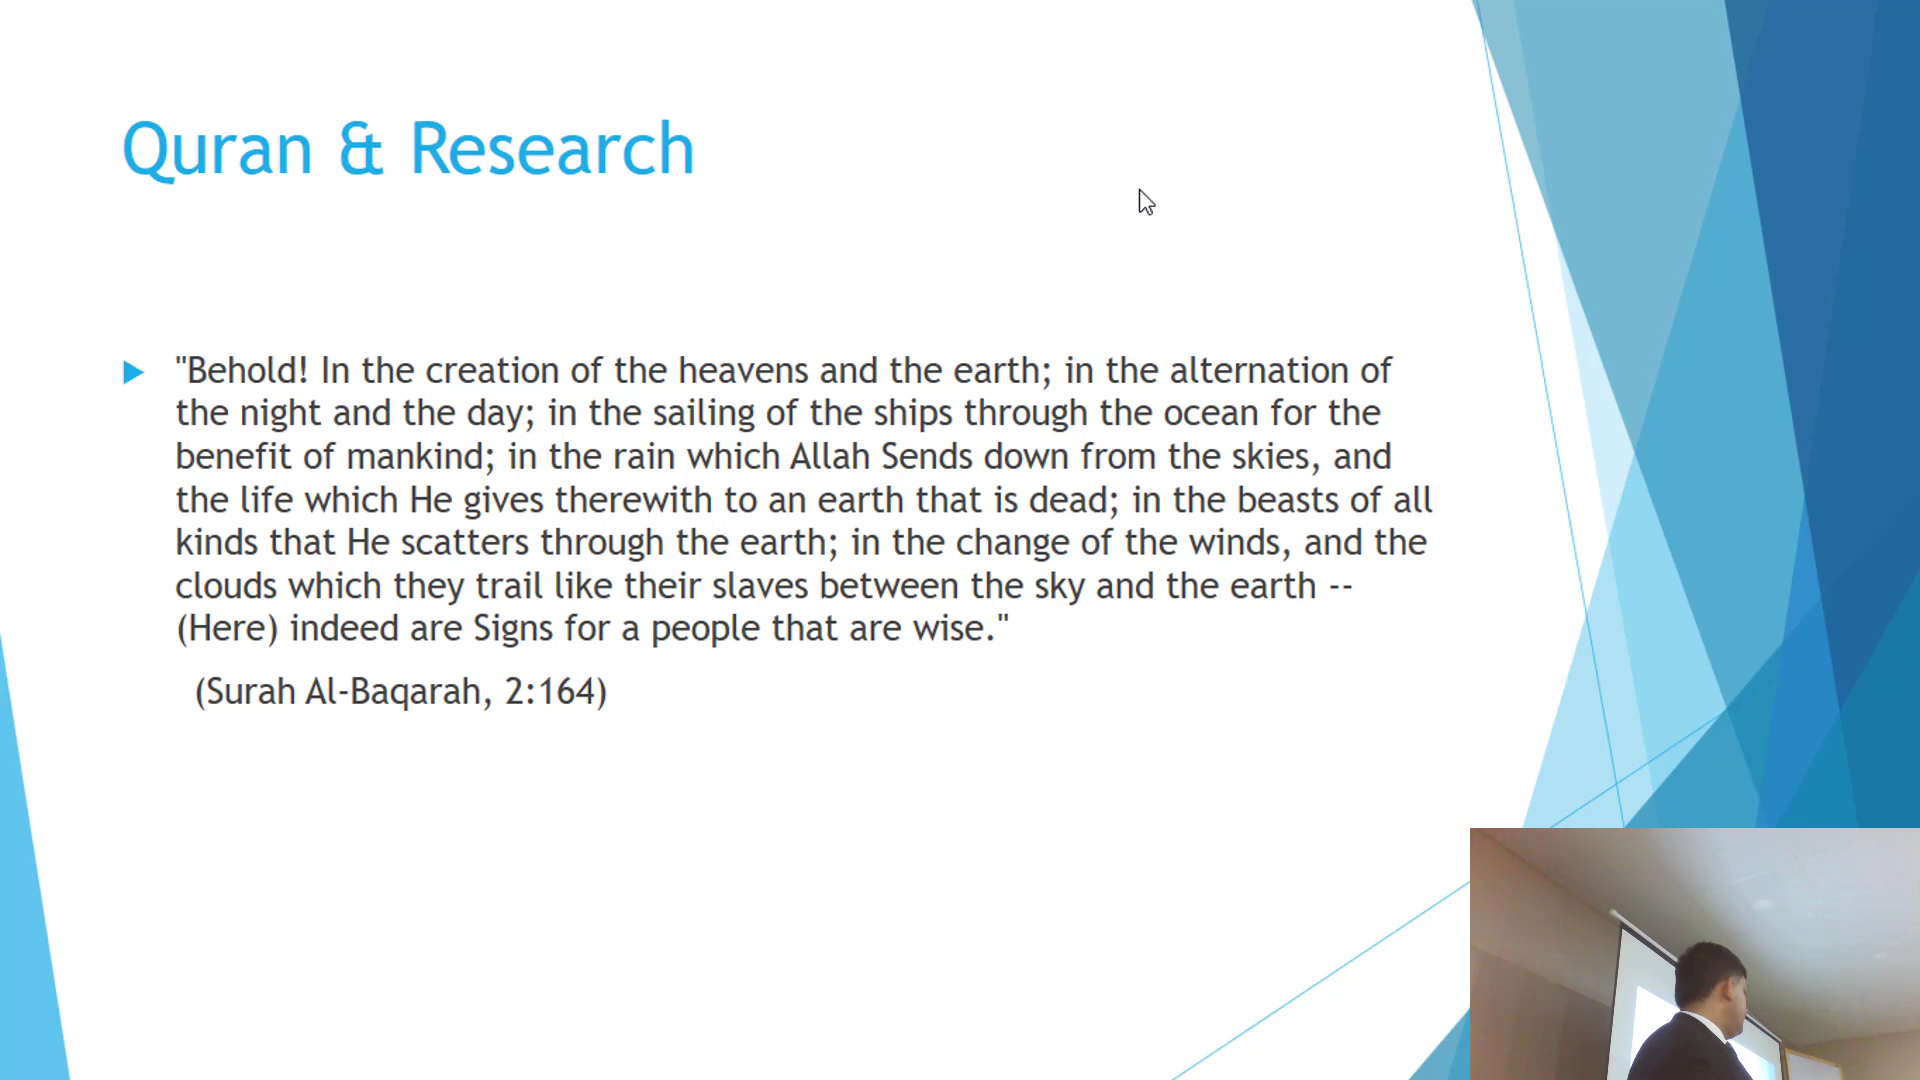 Quran & Research
"Behold! In the creation of the heavens and the earth; in the alternation of
the night and the day; in the sailing of the ships through the ocean for the
benefit of mankind; in the rain which Allah Sends down from the skies, and
the life which He gives therewith to an earth that is dead; in the beasts of all
kinds that He scatters through the earth; in the change of the winds, and the
clouds which they trail like their slaves between the sky and the earth --
(Here) indeed are Signs for a people that are wise."
(Surah Al-Baqarah, 2:164)